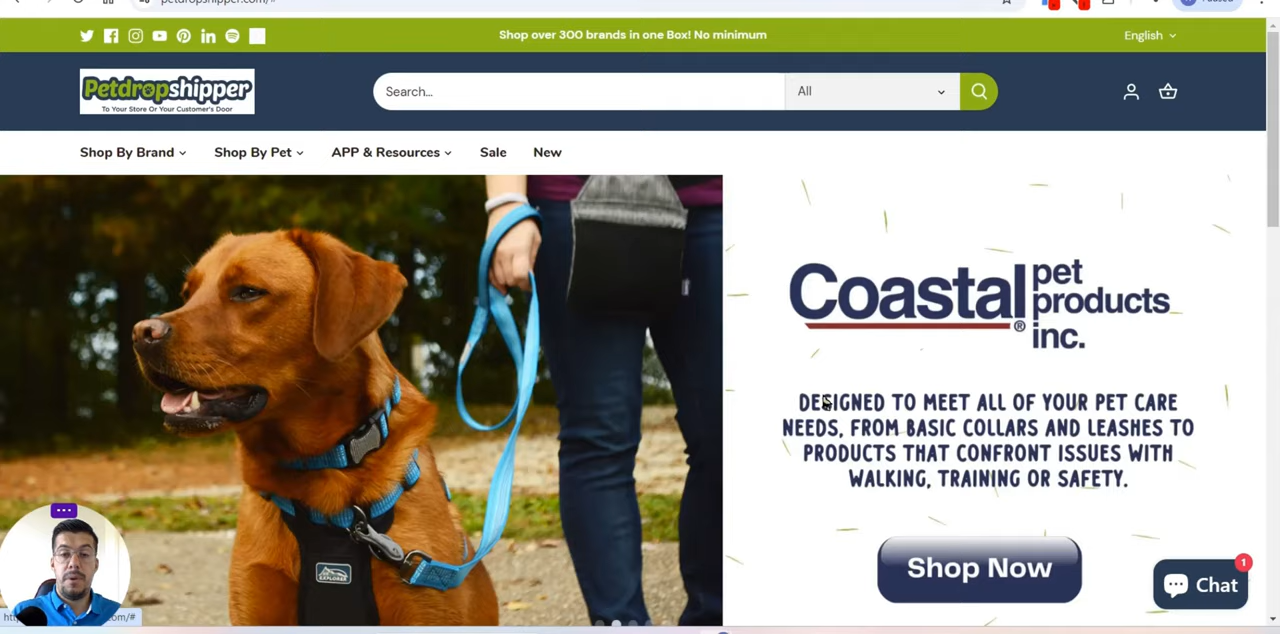 petdropshipper.com/#
Shop over 300 brands in one Box! No minimum
English
Petdropshipper
To Your Store Or Your Customer's Door
Search...
All
Shop By Brand
Shop By Pet
APP & Resources
Sale
New
Coastal®
pet
products
inc.
DESIGNED TO MEET ALL OF YOUR PET CARE
NEEDS, FROM BASIC COLLARS AND LEASHES TO
PRODUCTS THAT CONFRONT ISSUES WITH
WALKING, TRAINING OR SAFETY.
Shop Now
EXPLORER
1
Chat
com/#